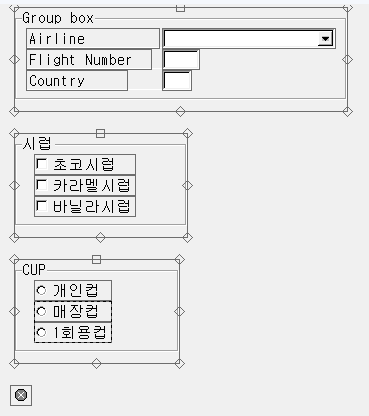 Group box
Airline
Flight Number
Country
시럽
초코시럽
카라멜시럽
바닐라시럽
CUP
개인컵
매장컵
1회용컵